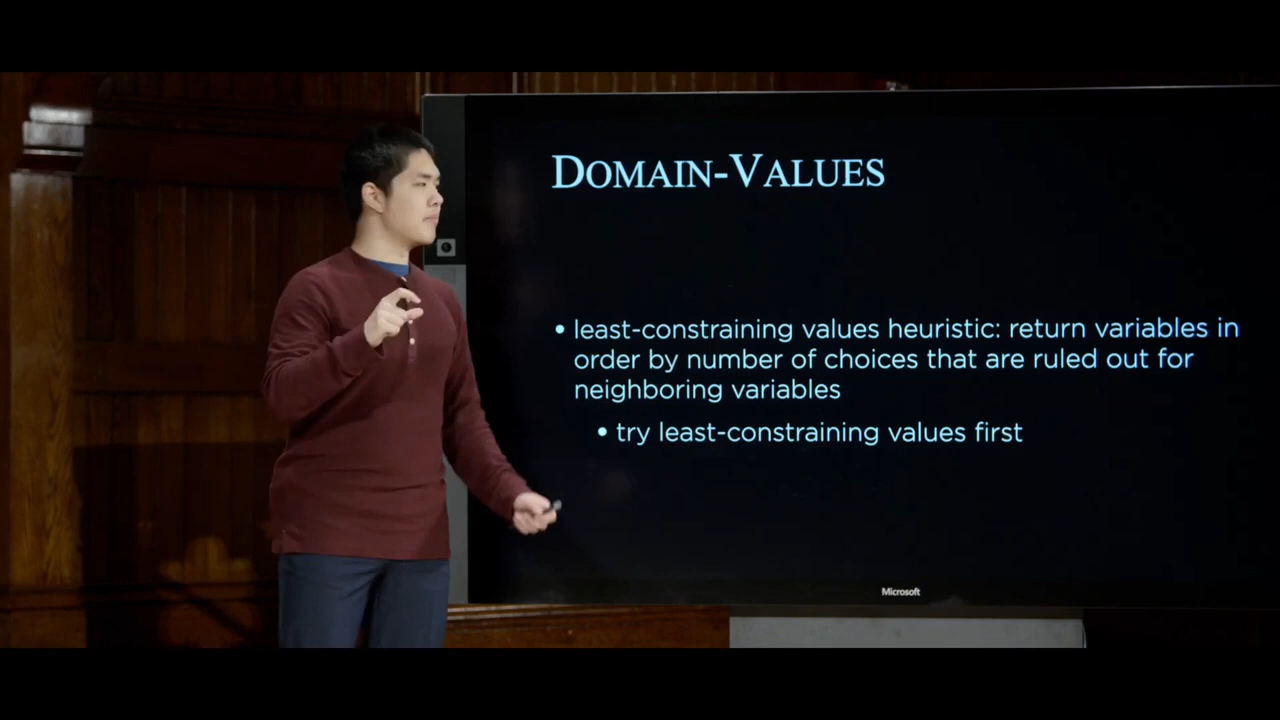 DOMAIN-VALUES
• least-constraining values heuristic: return variables in
order by number of choices that are ruled out for
neighboring variables
• try least-constraining values first
Microsoft